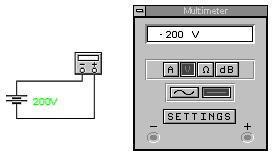 Multimeter
-200 V
A V Ω dB
SETTINGS
- +
- +
200V